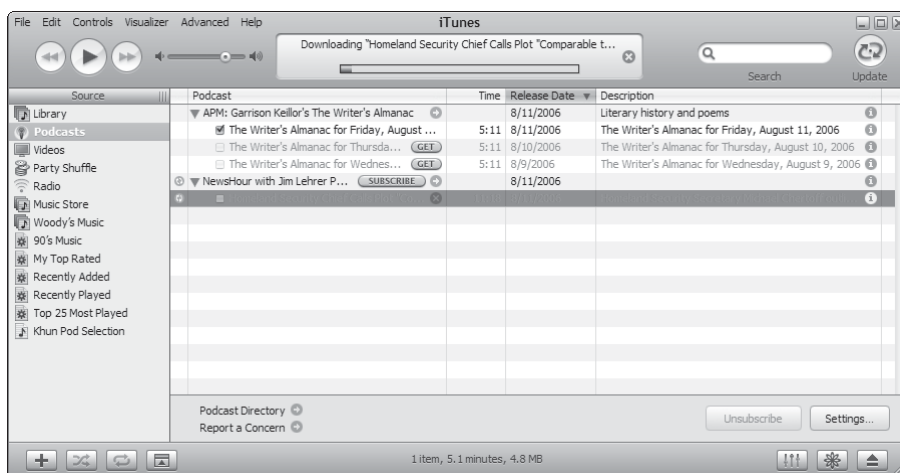 File Edit Controls Visualizer Advanced Help
iTunes
Downloading "Homeland Security Chief Calls Plot "Comparable t...
Search
Update
Source
Podcast Time Release Date Description
Library
Podcasts
Videos
Party Shuffle
Radio
Music Store
Woody's Music
90's Music
My Top Rated
Recently Added
Recently Played
Top 25 Most Played
Khun Pod Selection
APM: Garrison Keillor's The Writer's Almanac 8/11/2006 Literary history and poems
The Writer's Almanac for Friday, August ... 5:11 8/11/2006 The Writer's Almanac for Friday, August 11, 2006
The Writer's Almanac for Thursda... GET 5:11 8/10/2006 The Writer's Almanac for Thursday, August 10, 2006
The Writer's Almanac for Wednes... GET 5:11 8/9/2006 The Writer's Almanac for Wednesday, August 9, 2006
NewsHour with Jim Lehrer P... SUBSCRIBE 8/11/2006
Podcast Directory
Report a Concern
Unsubscribe
Settings...
1 item, 5.1 minutes, 4.8 MB